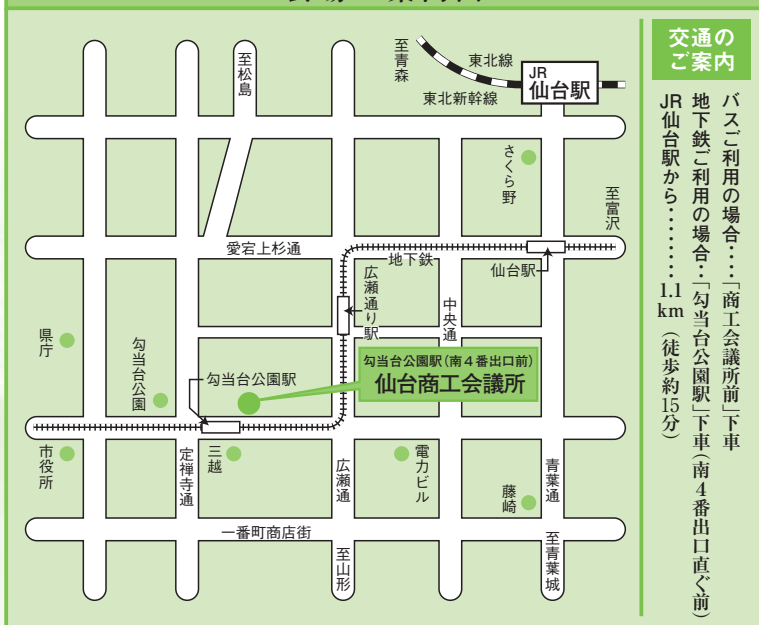 至青森
東北線
JR
仙台駅
東北新幹線
至松島
さくら野
至富沢
愛宕上杉通
地下鉄
仙台駅
広瀬通り駅
中央通
県庁
勾当台公園
勾当台公園駅
勾当台公園駅(南4番出口前)
仙台商工会議所
市役所
定禅寺通
三越
広瀬通
電力ビル
藤崎
青葉通
一番町商店街
至山形
至青葉城
交通の
ご案内
バスご利用の場合‥‥「商工会議所前」下車
地下鉄ご利用の場合‥「勾当台公園駅」下車(南4番出口直ぐ前)
JR仙台駅から‥‥‥‥1.1km(徒歩約15分)